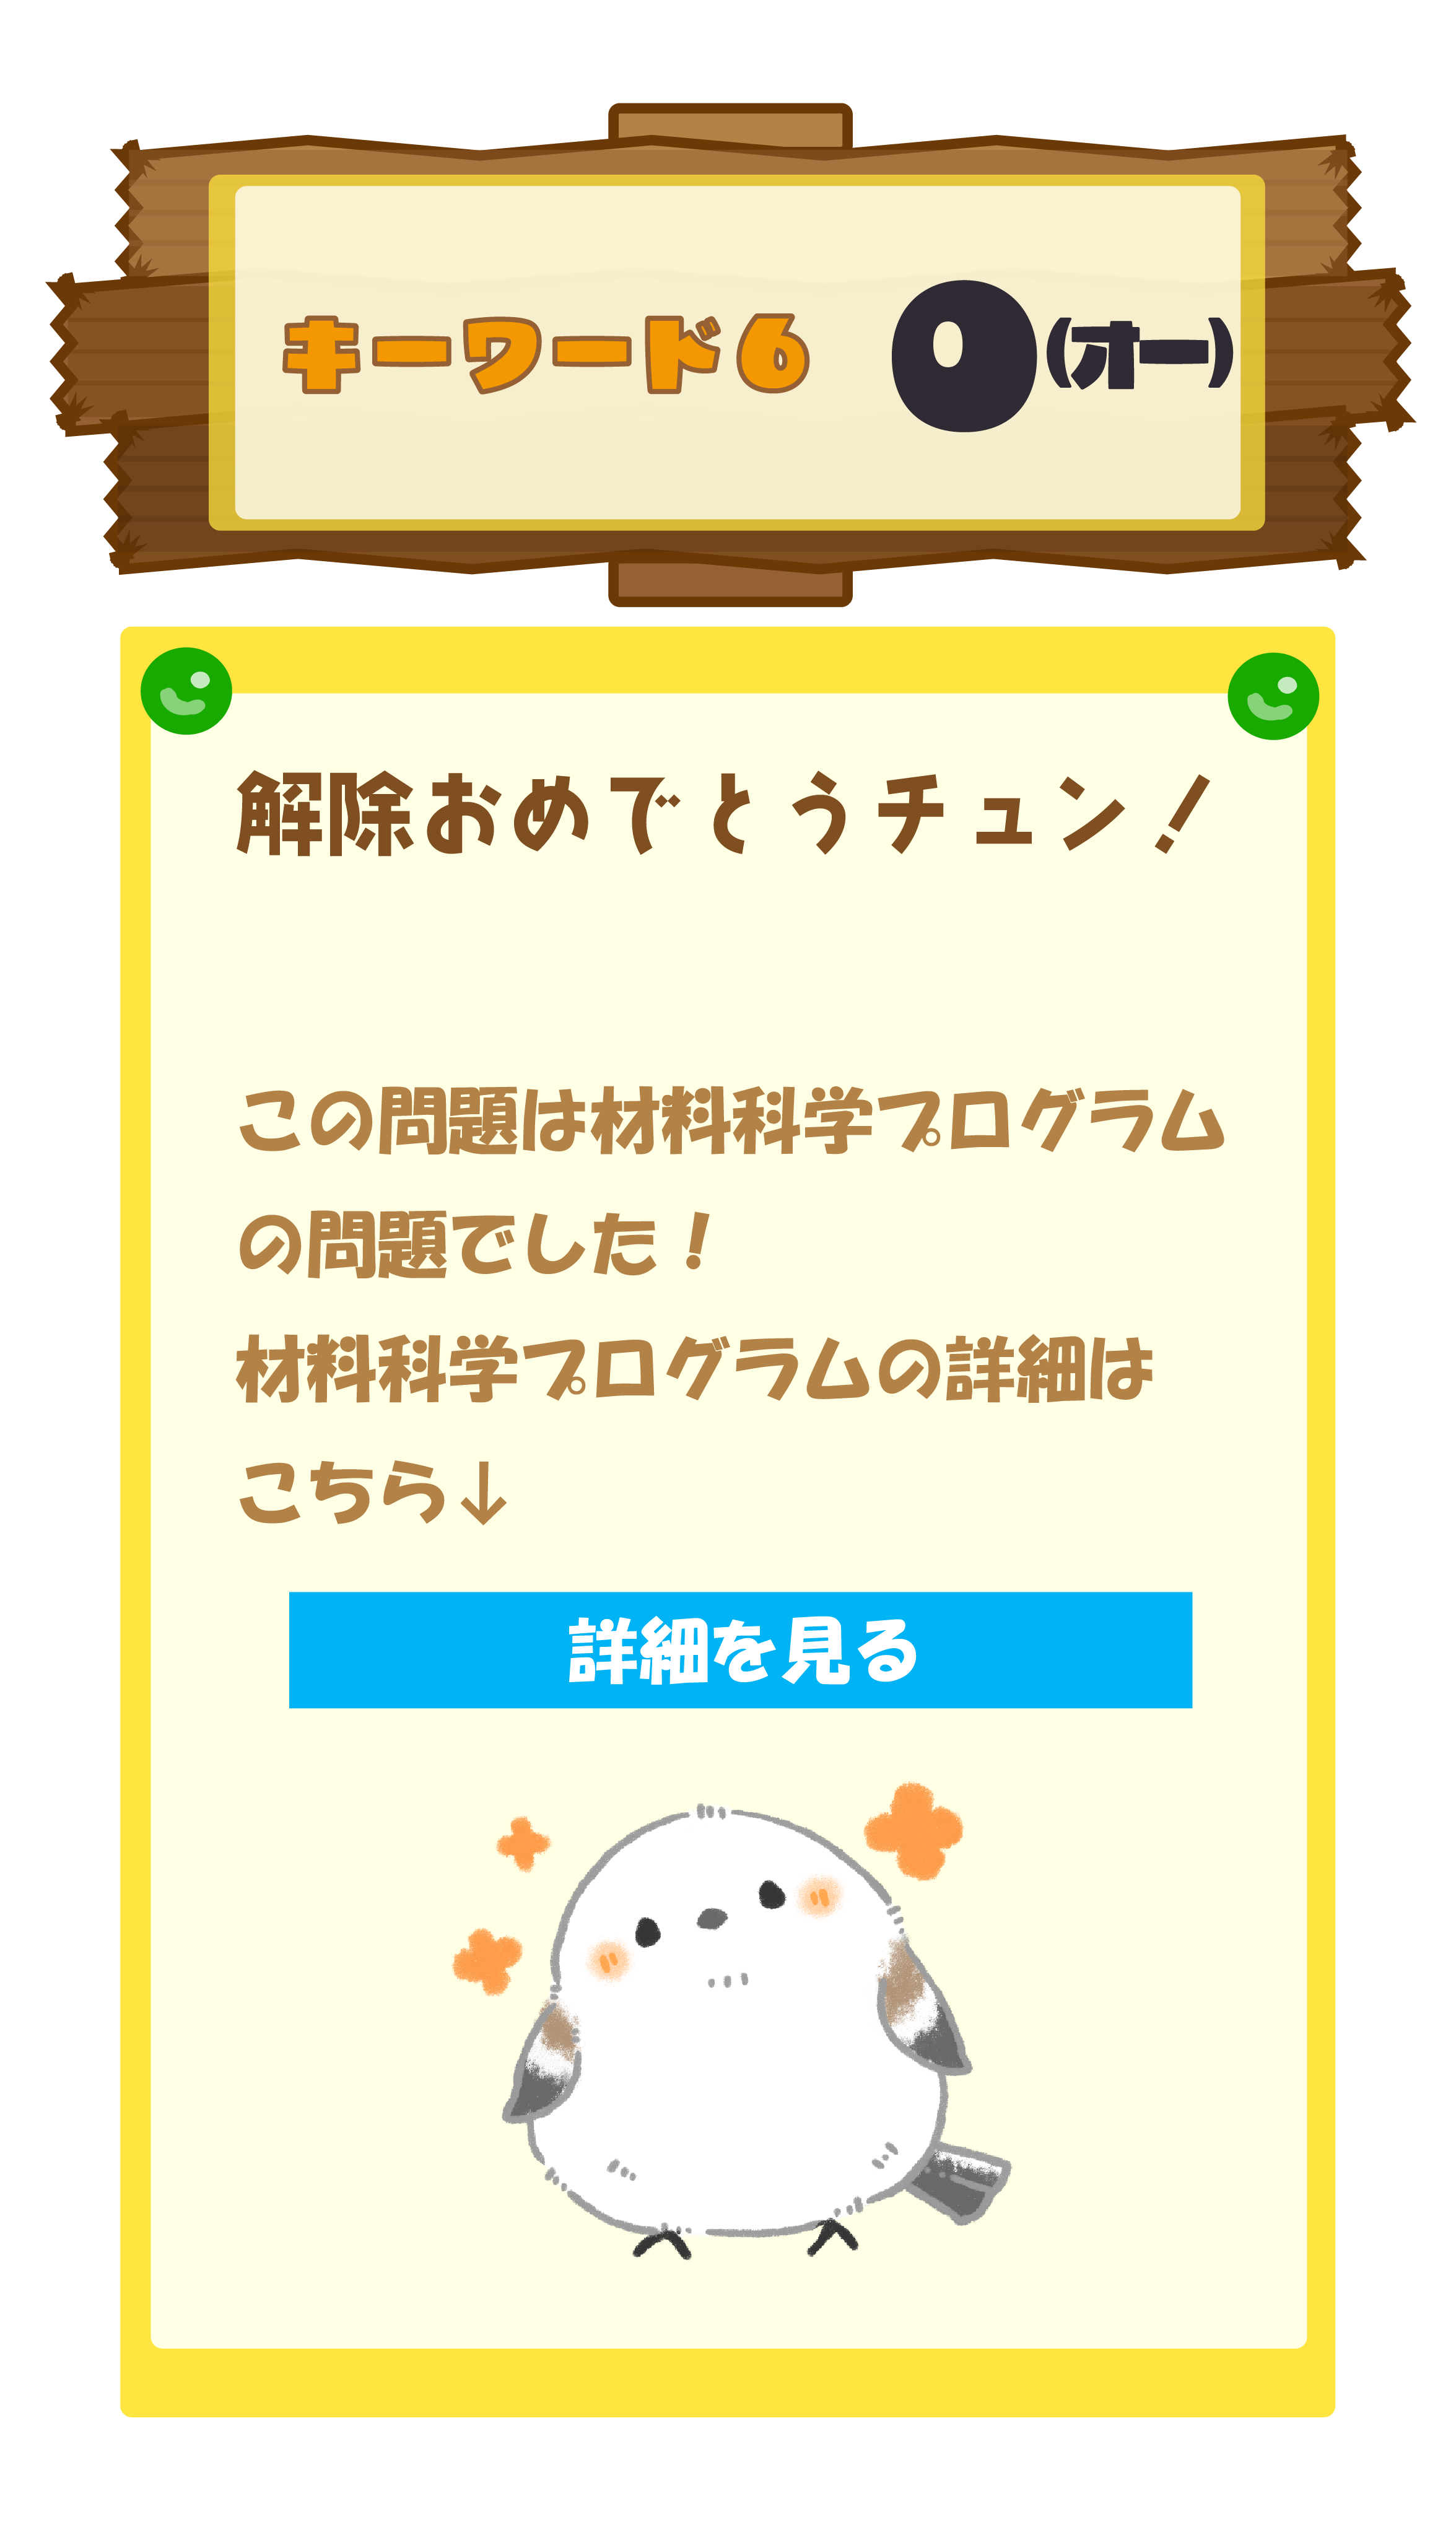 キーワード6 O(オー)
解除おめでとうチュン！
この問題は材料科学プログラム
の問題でした！
材料科学プログラムの詳細は
こちら↓
詳細を見る